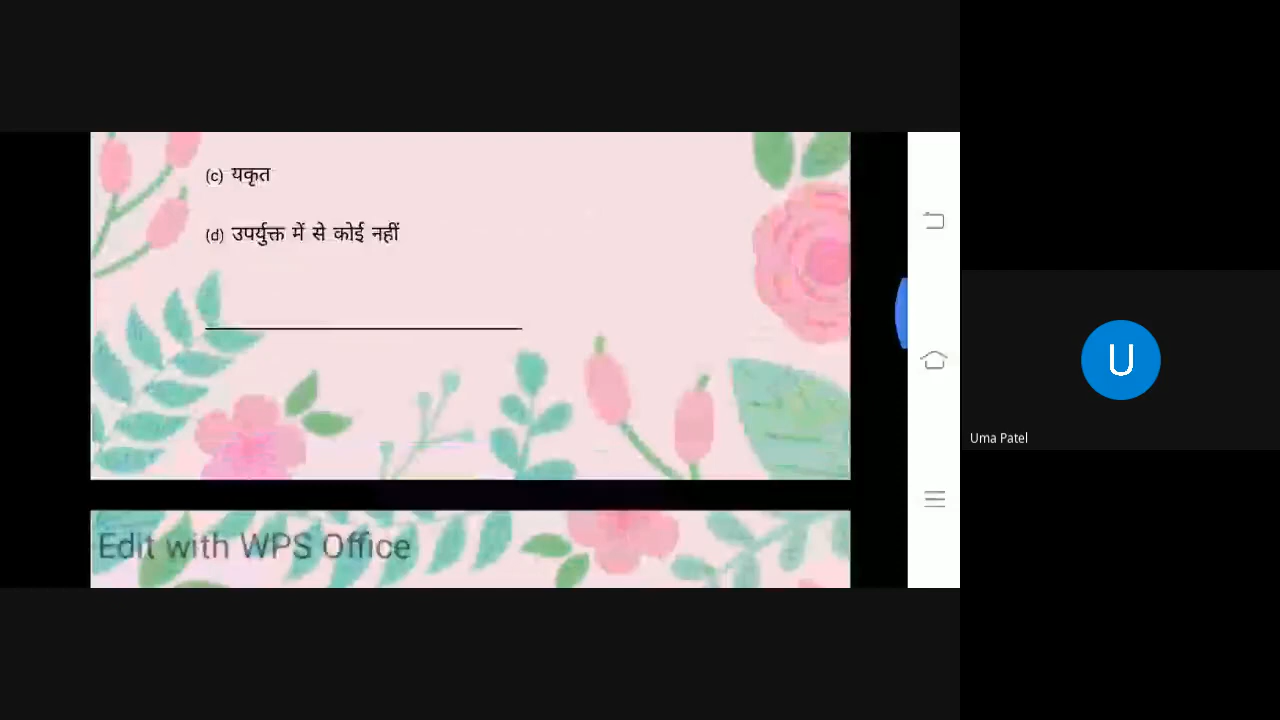 (c) यकृत
(d) उपर्युक्त में से कोई नहीं
Edit with WPS Office
U
Uma Patel